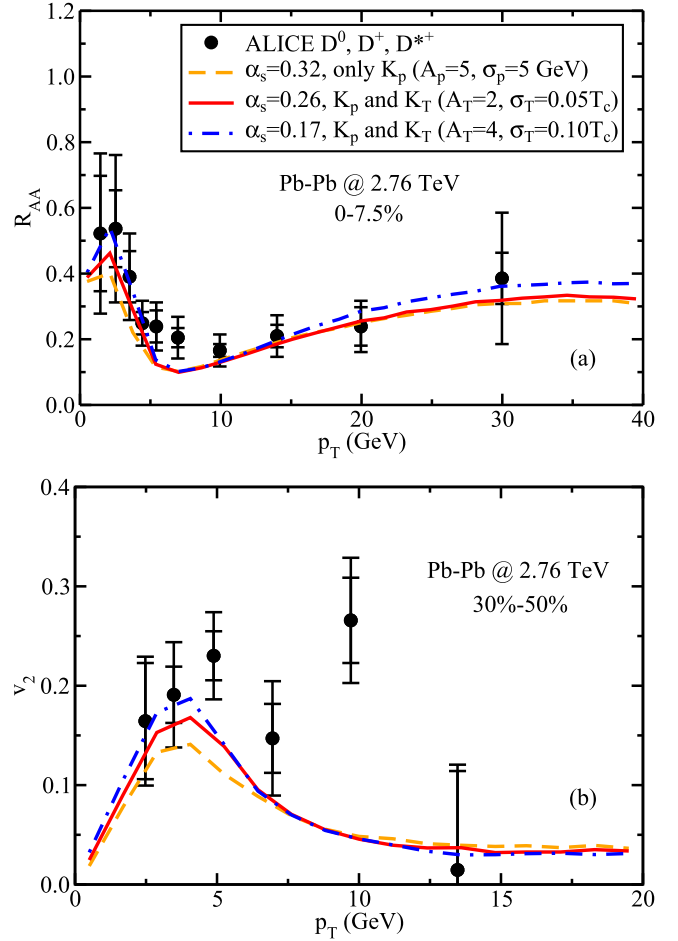 1.2
1.0
0.8
0.6
0.4
0.2
0.0
R_AA
ALICE D⁰, D⁺, D*⁺
α_s=0.32, only K_p (A_p=5, σ_p=5 GeV)
α_s=0.26, K_p and K_T (A_T=2, σ_T=0.05T_c)
α_s=0.17, K_p and K_T (A_T=4, σ_T=0.10T_c)
Pb-Pb @ 2.76 TeV
0-7.5%
(a)
0 10 20 30 40
p_T (GeV)
0.4
0.3
0.2
0.1
0.0
v_2
Pb-Pb @ 2.76 TeV
30%-50%
(b)
0 5 10 15 20
p_T (GeV)